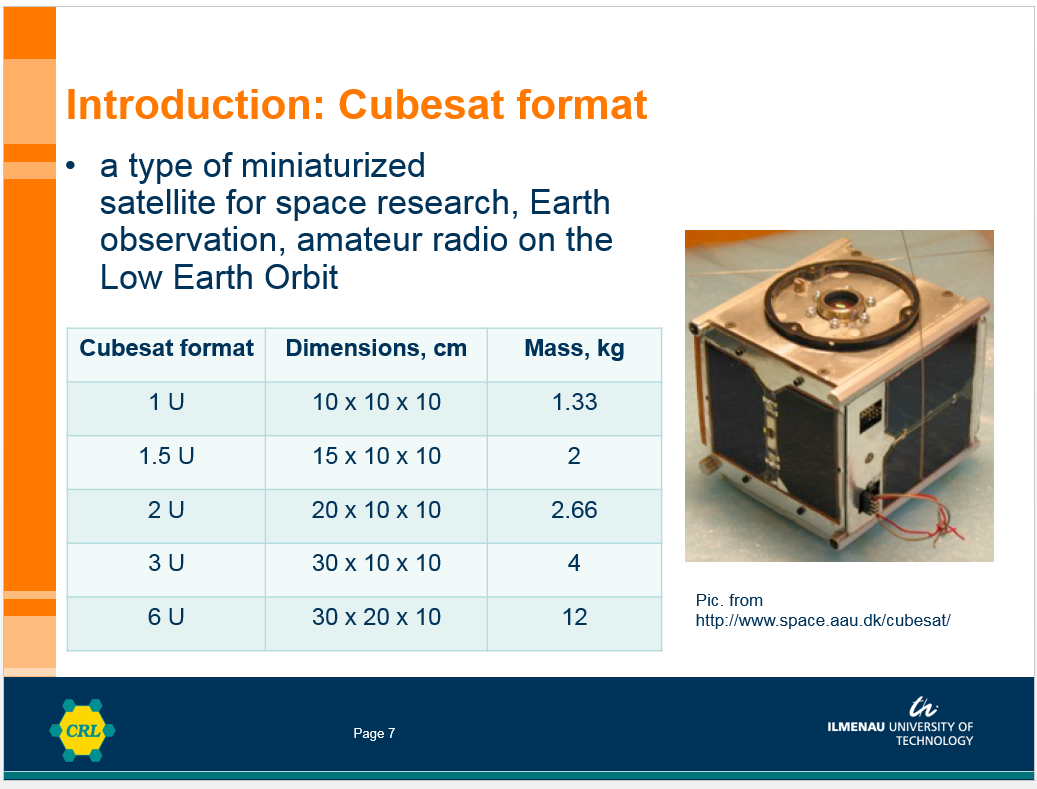 Introduction: Cubesat format
• a type of miniaturized
satellite for space research, Earth
observation, amateur radio on the
Low Earth Orbit
Cubesat format Dimensions, cm Mass, kg
1 U 10 x 10 x 10 1.33
1.5 U 15 x 10 x 10 2
2 U 20 x 10 x 10 2.66
3 U 30 x 10 x 10 4
6 U 30 x 20 x 10 12
Pic. from
http://www.space.aau.dk/cubesat/
CRL
Page 7
th
ILMENAU UNIVERSITY OF
TECHNOLOGY